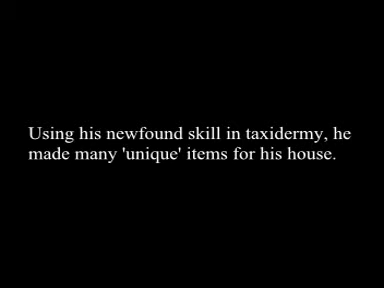 Using his newfound skill in taxidermy, he
made many 'unique' items for his house.